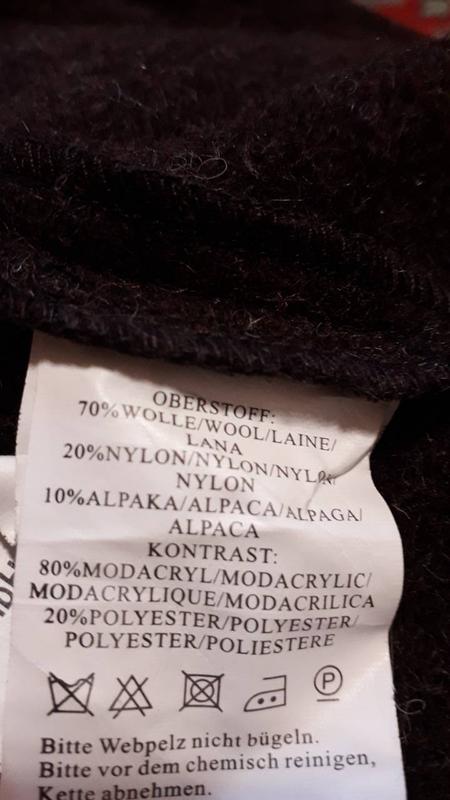 OBERSTOFF:
70%WOLLE/WOOL/LAINE/
LANA
20%NYLON/NYLON/NYLON
NYLON
10%ALPAKA/ALPACA/ALPAGA/
ALPACA
KONTRAST:
80%MODACRYL/MODACRYLIC/
MODACRYLIQUE/MODACRILICA
20%POLYESTER/POLYESTER/
POLYESTER/POLIESTERE
P
Bitte Webpelz nicht bügeln.
Bitte vor dem chemisch reinigen,
Kette abnehmen.